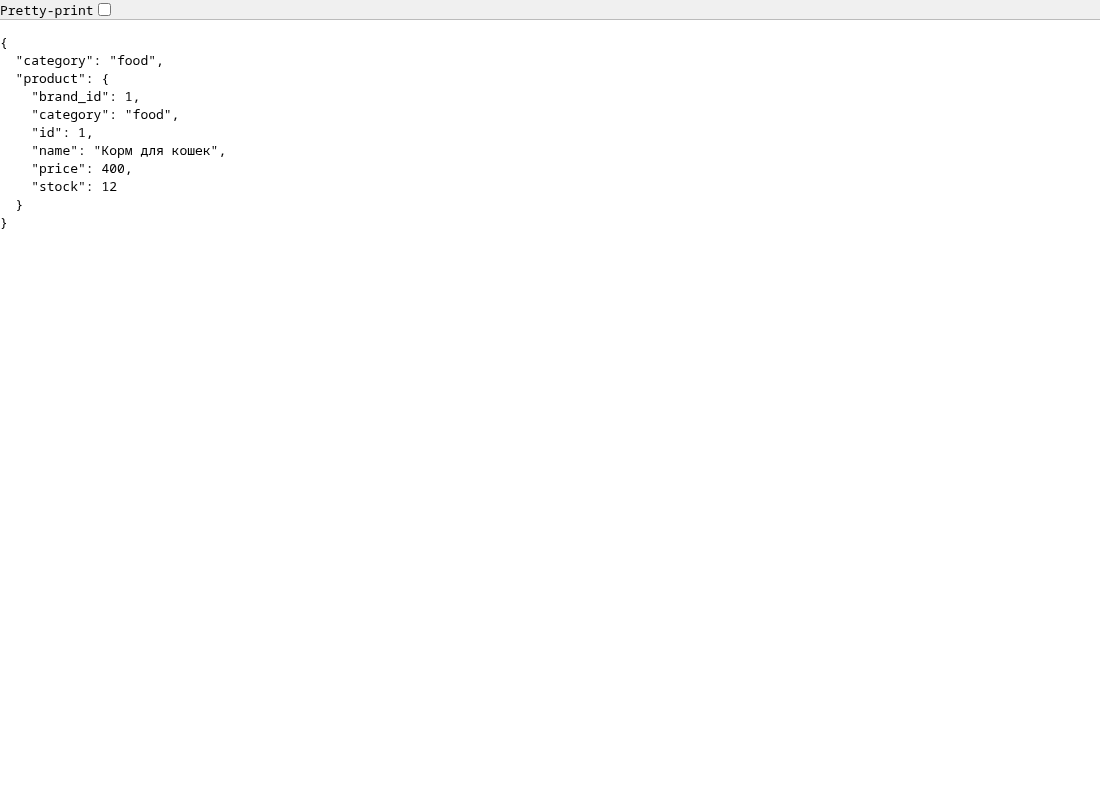 Pretty-print
{
  "category": "food",
  "product": {
    "brand_id": 1,
    "category": "food",
    "id": 1,
    "name": "Корм для кошек",
    "price": 400,
    "stock": 12
  }
}